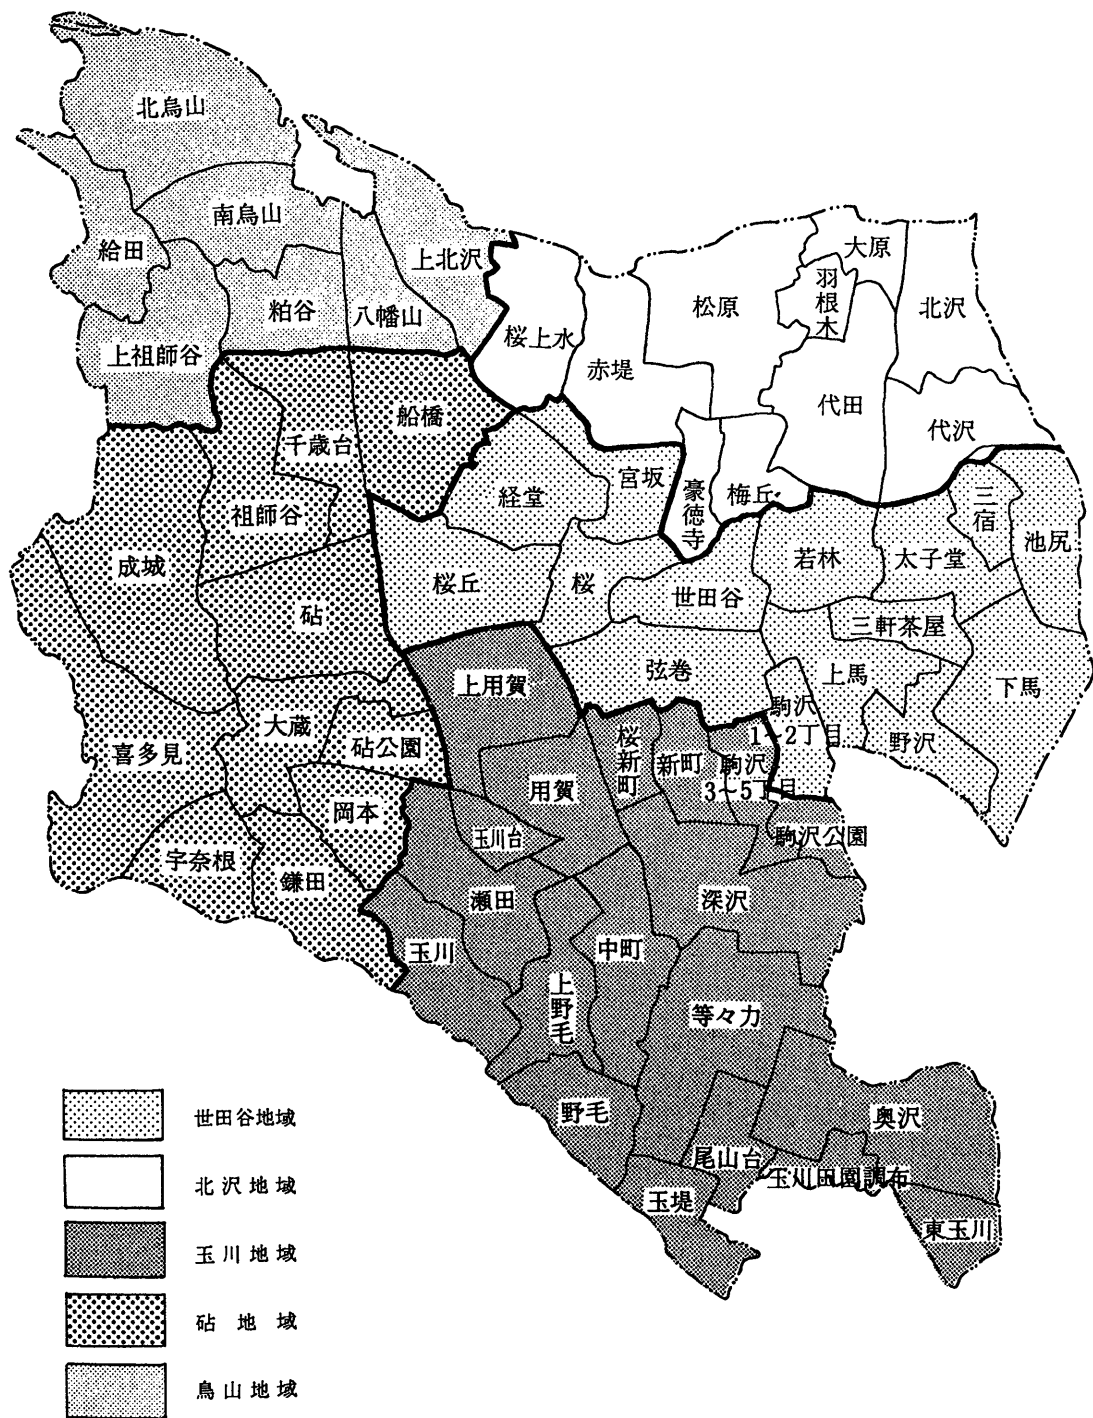 北烏山
南烏山
給田
上北沢
粕谷
八幡山
上祖師谷
大原
羽根木
北沢
松原
桜上水
赤堤
代田
代沢
船橋
千歳台
祖師谷
経堂
宮坂
豪徳寺
梅丘
三宿
池尻
成城
砧
桜丘
桜
世田谷
若林
太子堂
三軒茶屋
弦巻
上馬
下馬
上用賀
駒沢
1〜2丁目
野沢
大蔵
砧公園
喜多見
岡本
用賀
桜新町
新町
駒沢
3〜5丁目
駒沢公園
宇奈根
鎌田
玉川台
瀬田
深沢
玉川
中町
上野毛
等々力
野毛
奥沢
尾山台
玉川田園調布
玉堤
東玉川
世田谷地域
北沢地域
玉川地域
砧地域
烏山地域